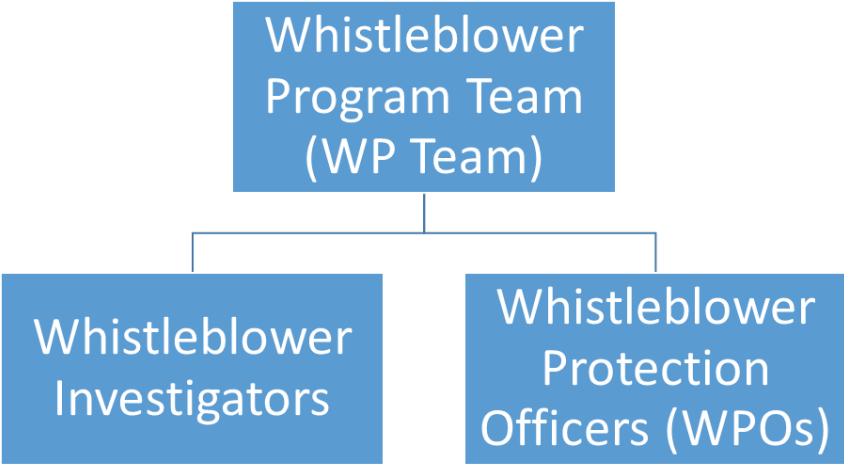 Whistleblower
Program Team
(WP Team)
Whistleblower
Investigators
Whistleblower
Protection
Officers (WPOs)